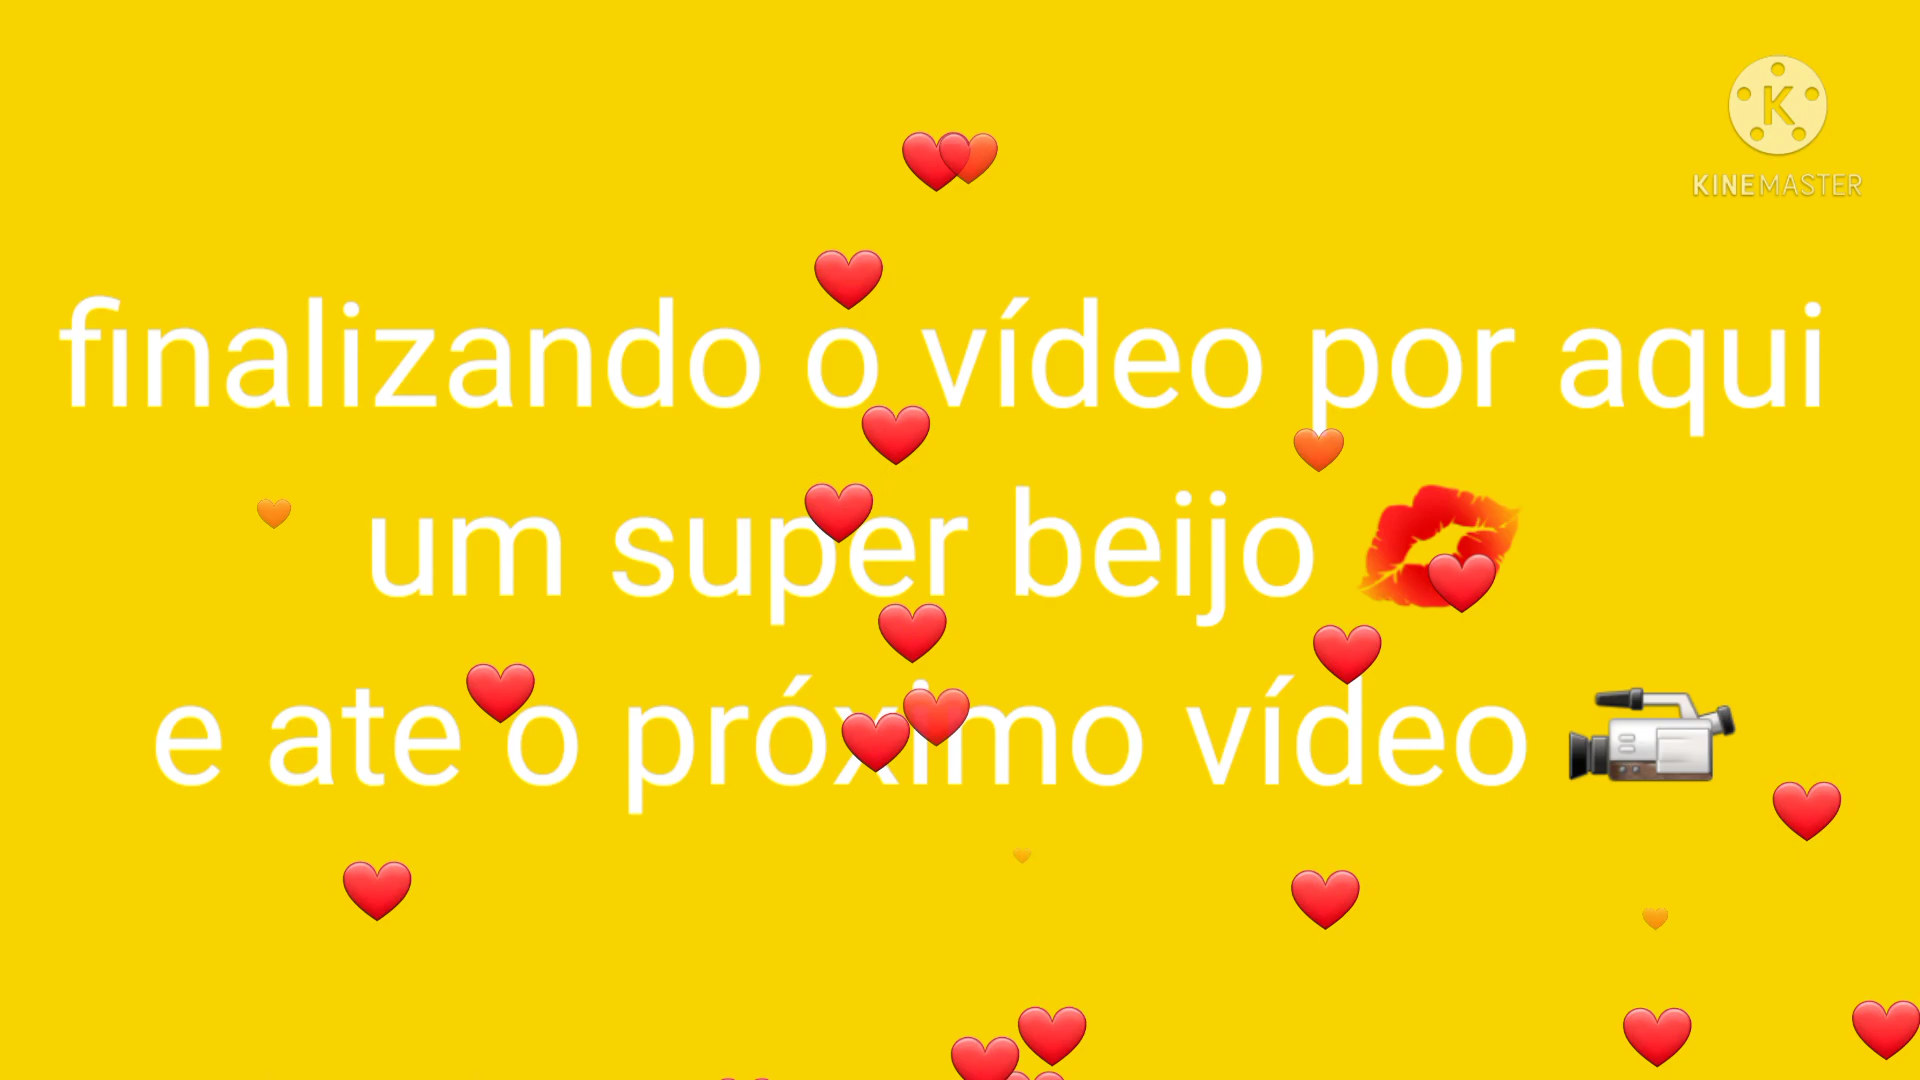 K
KINEMASTER
finalizando o vídeo por aqui
um super beijo 💋
e ate o próximo vídeo 📹